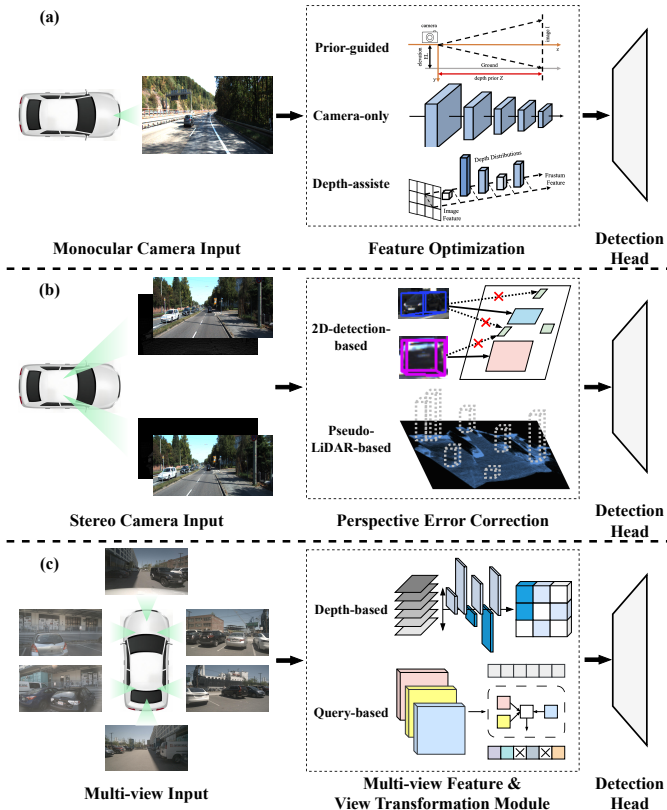 (a)
Prior-guided
camera
image I
elevation
EL
Ground
x
y
depth prior Z
Camera-only
Depth-assiste
Depth Distributions
Frustum
Feature
Image
Feature
Monocular Camera Input
Feature Optimization
Detection
Head
(b)
2D-detection-
based
Pseudo-
LiDAR-based
Stereo Camera Input
Perspective Error Correction
Detection
Head
(c)
Depth-based
Query-based
Multi-view Input
Multi-view Feature &
View Transformation Module
Detection
Head